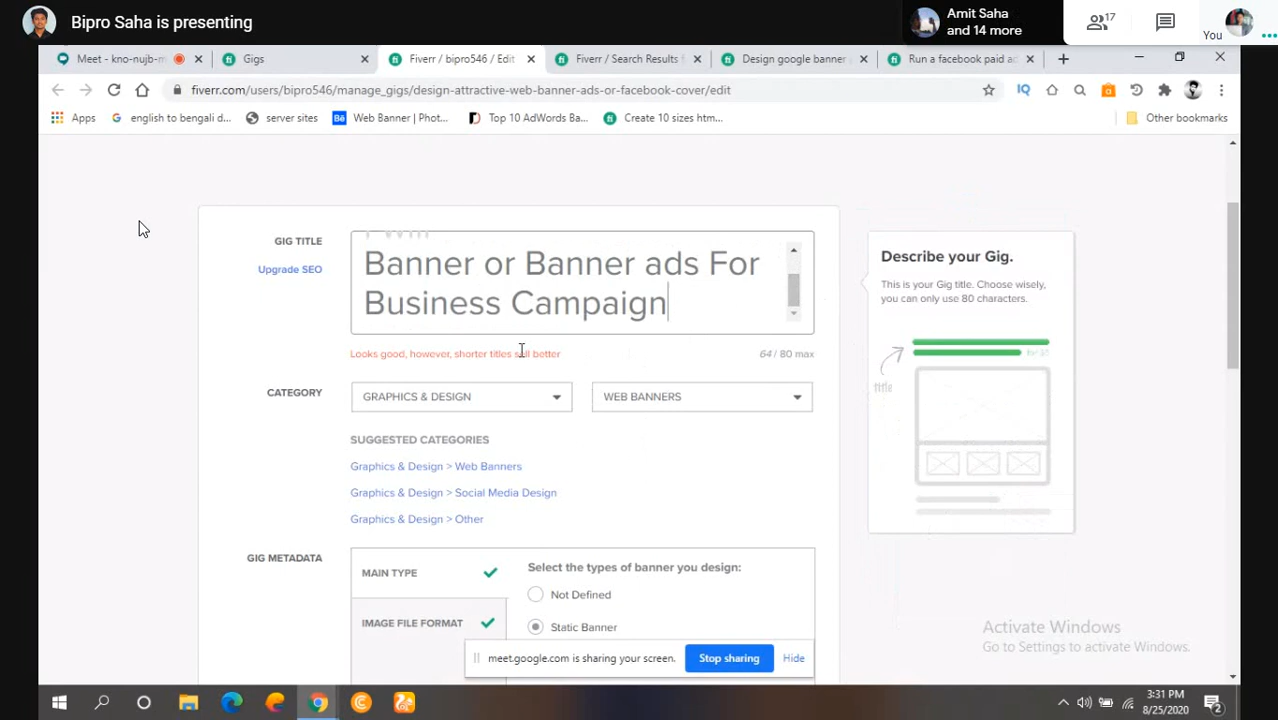 Bipro Saha is presenting
Amit Saha
and 14 more
17
You
Meet - kno-nujb-m
Gigs
Fiverr / bipro546 / Edit
Fiverr / Search Results f
Design google banner
Run a facebook paid ad
fiverr.com/users/bipro546/manage_gigs/design-attractive-web-banner-ads-or-facebook-cover/edit
Apps
english to bengali d...
server sites
Bē Web Banner | Phot...
Top 10 AdWords Ba...
Create 10 sizes htm...
Other bookmarks
GIG TITLE
Upgrade SEO
Banner or Banner ads For
Business Campaign
Looks good, however, shorter titles sell better
64 / 80 max
Describe your Gig.
This is your Gig title. Choose wisely,
you can only use 80 characters.
title
for $5
CATEGORY
GRAPHICS & DESIGN
WEB BANNERS
SUGGESTED CATEGORIES
Graphics & Design > Web Banners
Graphics & Design > Social Media Design
Graphics & Design > Other
GIG METADATA
MAIN TYPE
IMAGE FILE FORMAT
Select the types of banner you design:
Not Defined
Static Banner
meet.google.com is sharing your screen.
Stop sharing
Hide
Activate Windows
Go to Settings to activate Windows.
3:31 PM
8/25/2020
2